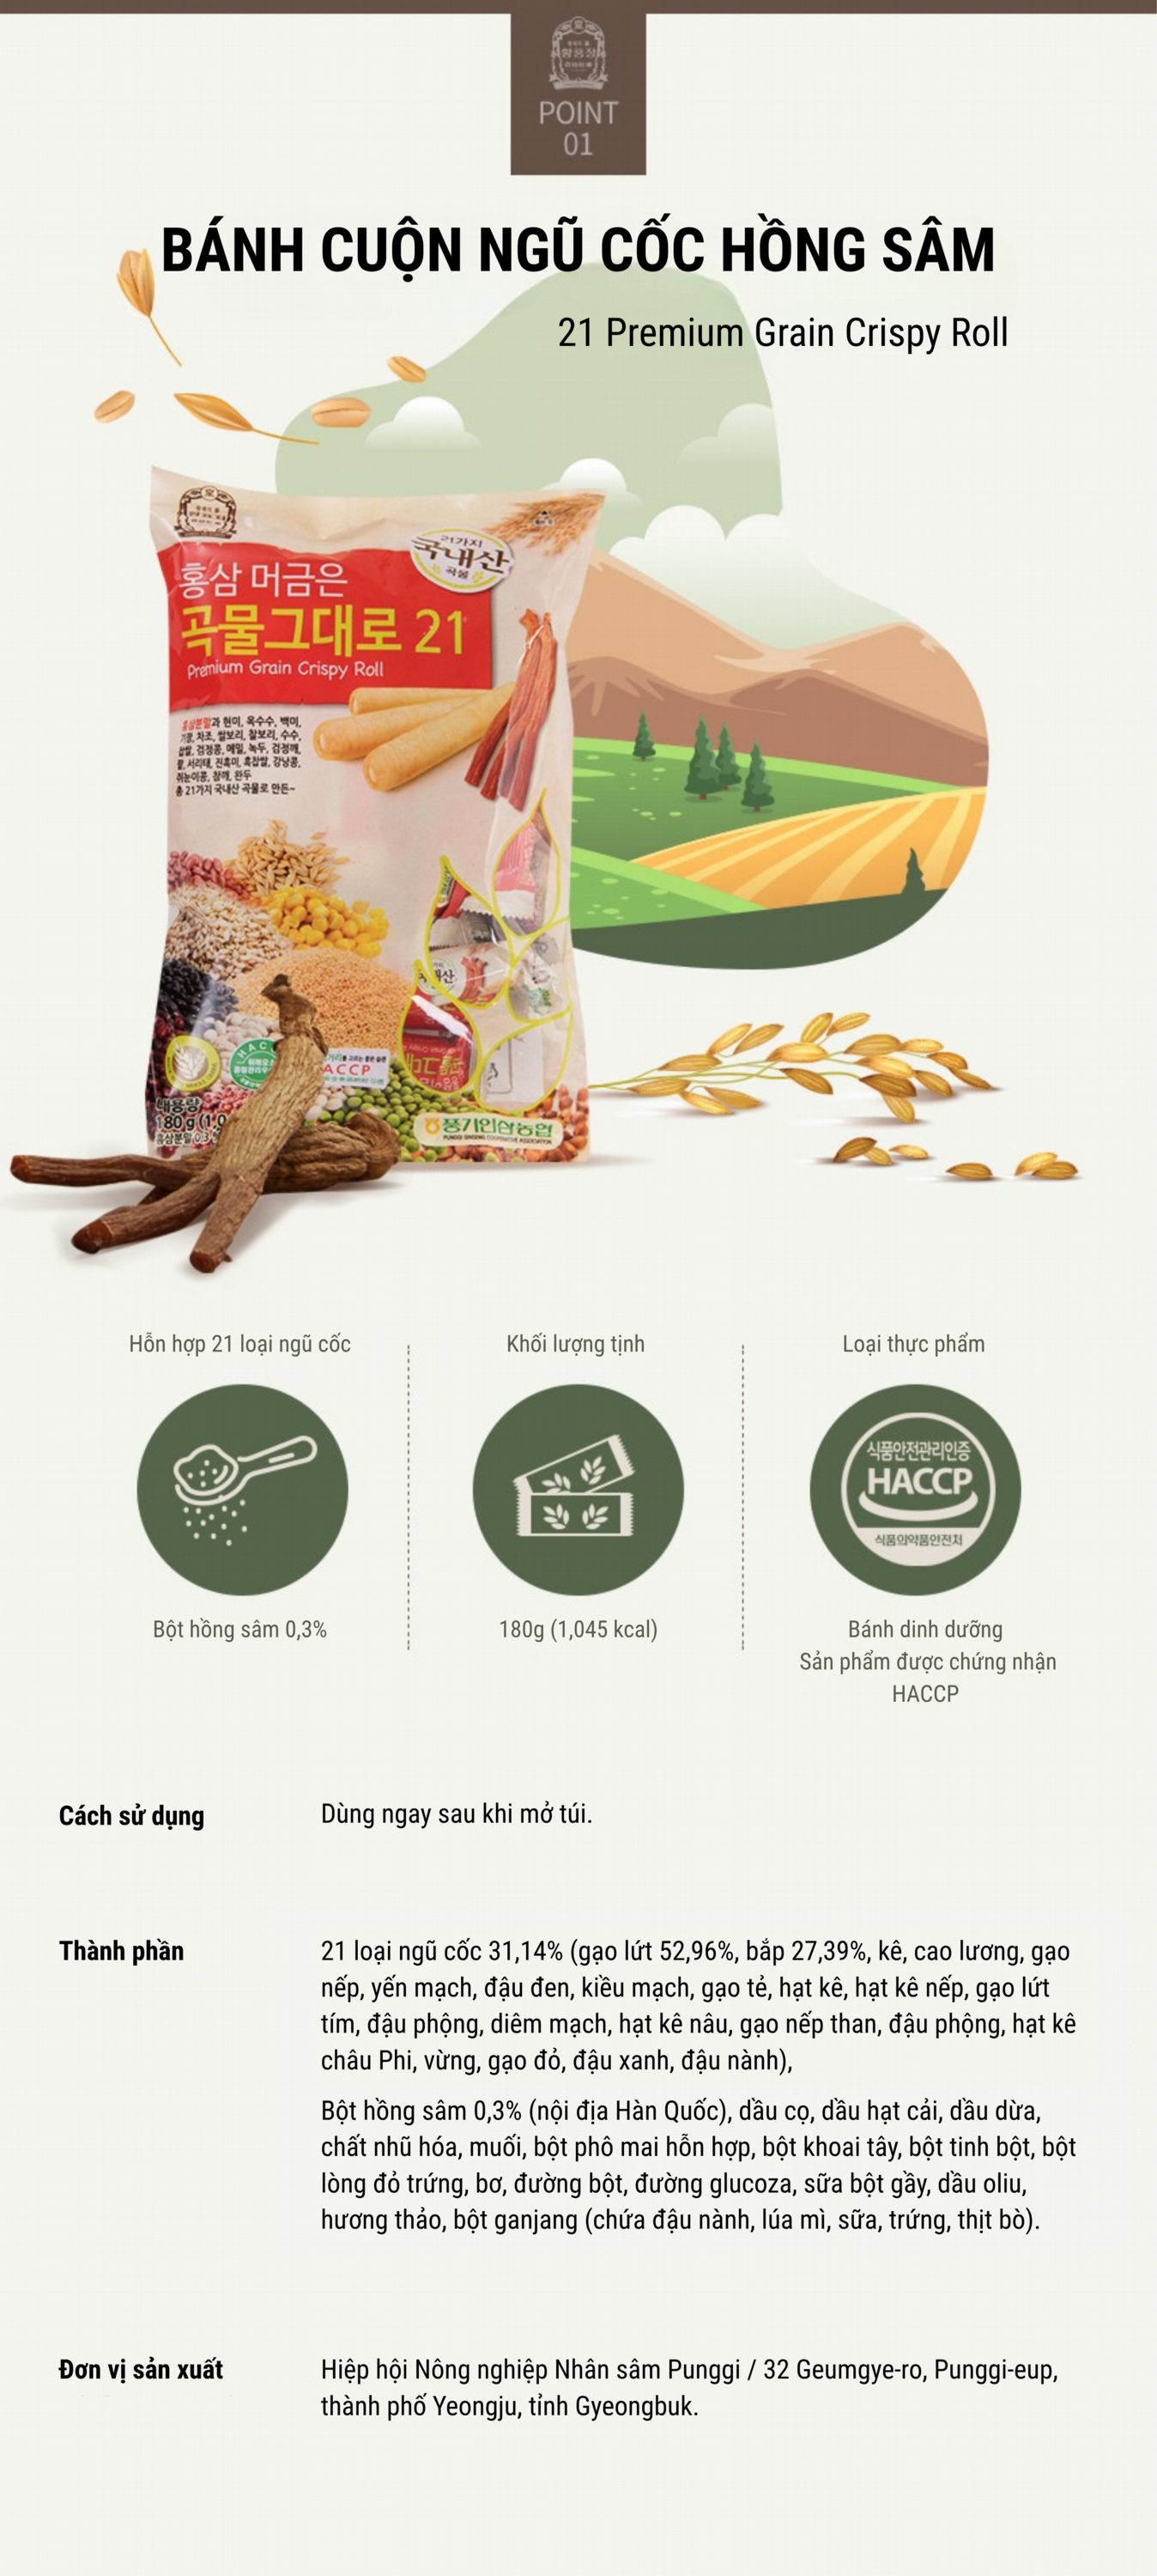 황풍정
POINT
01
BÁNH CUỘN NGŨ CỐC HỒNG SÂM
21 Premium Grain Crispy Roll
21가지
국내산
곡물
홍삼 머금은
곡물그대로 21
Premium Grain Crispy Roll
홍삼분말과 현미, 옥수수, 백미,
기장, 차조, 쌀보리, 찰보리, 수수,
찹쌀, 검정콩, 메밀, 녹두, 검정깨,
팥, 서리태, 진흑미, 흑찹쌀, 강낭콩,
쥐눈이콩, 참깨, 완두
총 21가지 국내산 곡물로 만든~
ACCP
내용량
180g (1,0
홍삼분말 0.3
풍기인삼농협
PUNGGI GINSENG COOPERATIVE ASSOCIATION
Hỗn hợp 21 loại ngũ cốc
Khối lượng tịnh
Loại thực phẩm
식품안전관리인증
HACCP
식품의약품안전처
Bột hồng sâm 0,3%
180g (1,045 kcal)
Bánh dinh dưỡng
Sản phẩm được chứng nhận
HACCP
Cách sử dụng
Dùng ngay sau khi mở túi.
Thành phần
21 loại ngũ cốc 31,14% (gạo lứt 52,96%, bắp 27,39%, kê, cao lương, gạo
nếp, yến mạch, đậu đen, kiều mạch, gạo tẻ, hạt kê, hạt kê nếp, gạo lứt
tím, đậu phộng, diêm mạch, hạt kê nâu, gạo nếp than, đậu phộng, hạt kê
châu Phi, vừng, gạo đỏ, đậu xanh, đậu nành),
Bột hồng sâm 0,3% (nội địa Hàn Quốc), dầu cọ, dầu hạt cải, dầu dừa,
chất nhũ hóa, muối, bột phô mai hỗn hợp, bột khoai tây, bột tinh bột, bột
lòng đỏ trứng, bơ, đường bột, đường glucoza, sữa bột gầy, dầu oliu,
hương thảo, bột ganjang (chứa đậu nành, lúa mì, sữa, trứng, thịt bò).
Đơn vị sản xuất
Hiệp hội Nông nghiệp Nhân sâm Punggi / 32 Geumgye-ro, Punggi-eup,
thành phố Yeongju, tỉnh Gyeongbuk.